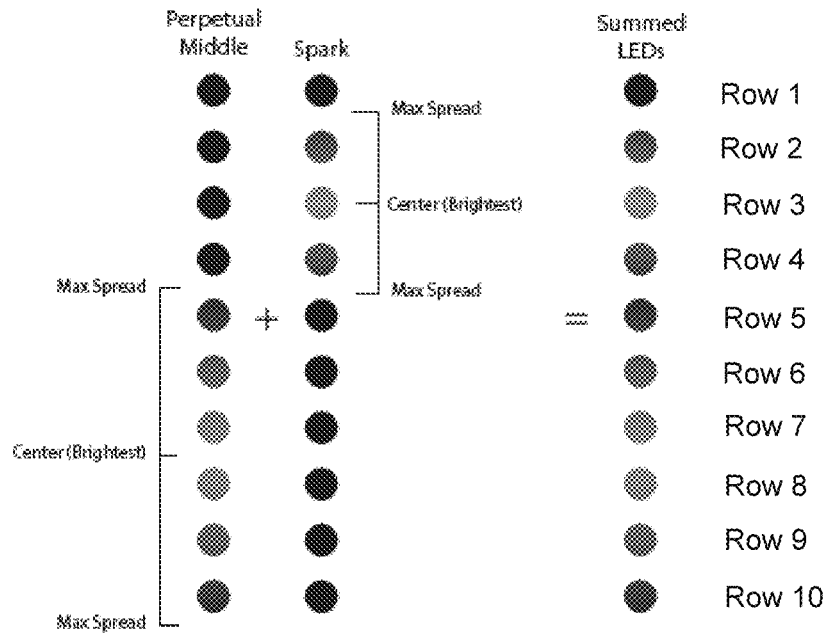 Perpetual
Middle
Spark
Summed
LEDs
Row 1
Max Spread
Row 2
Center (Brightest)
Row 3
Row 4
Max Spread
Max Spread
+
=
Row 5
Row 6
Row 7
Center (Brightest)
Row 8
Row 9
Row 10
Max Spread